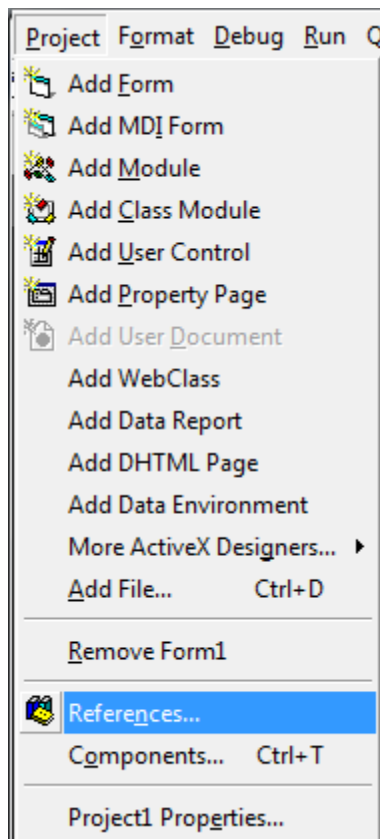 Project Format Debug Run Q
Add Form
Add MDI Form
Add Module
Add Class Module
Add User Control
Add Property Page
Add User Document
Add WebClass
Add Data Report
Add DHTML Page
Add Data Environment
More ActiveX Designers...
Add File... Ctrl+D
Remove Form1
References...
Components... Ctrl+T
Project1 Properties...